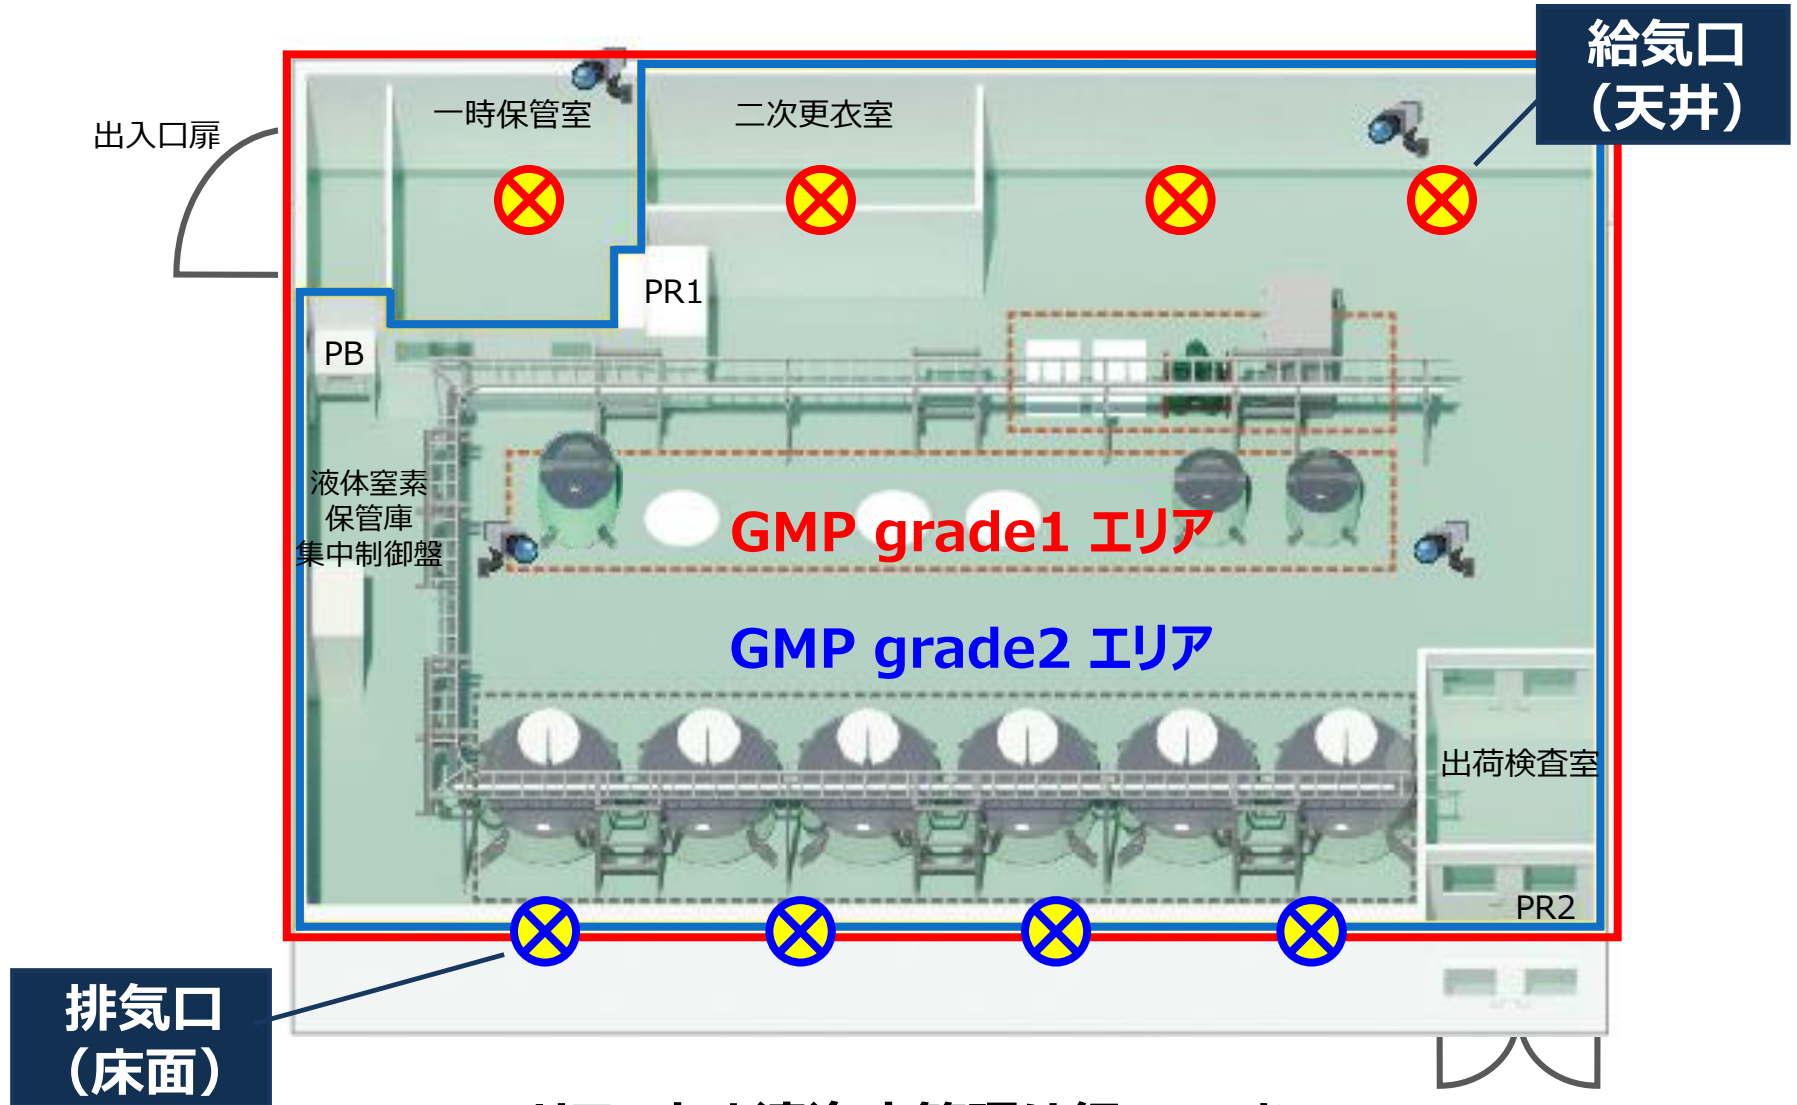 給気口
（天井）
一時保管室
二次更衣室
出入口扉
PR1
PB
液体窒素
保管庫
集中制御盤
GMP grade1 エリア
GMP grade2 エリア
出荷検査室
PR2
排気口
（床面）